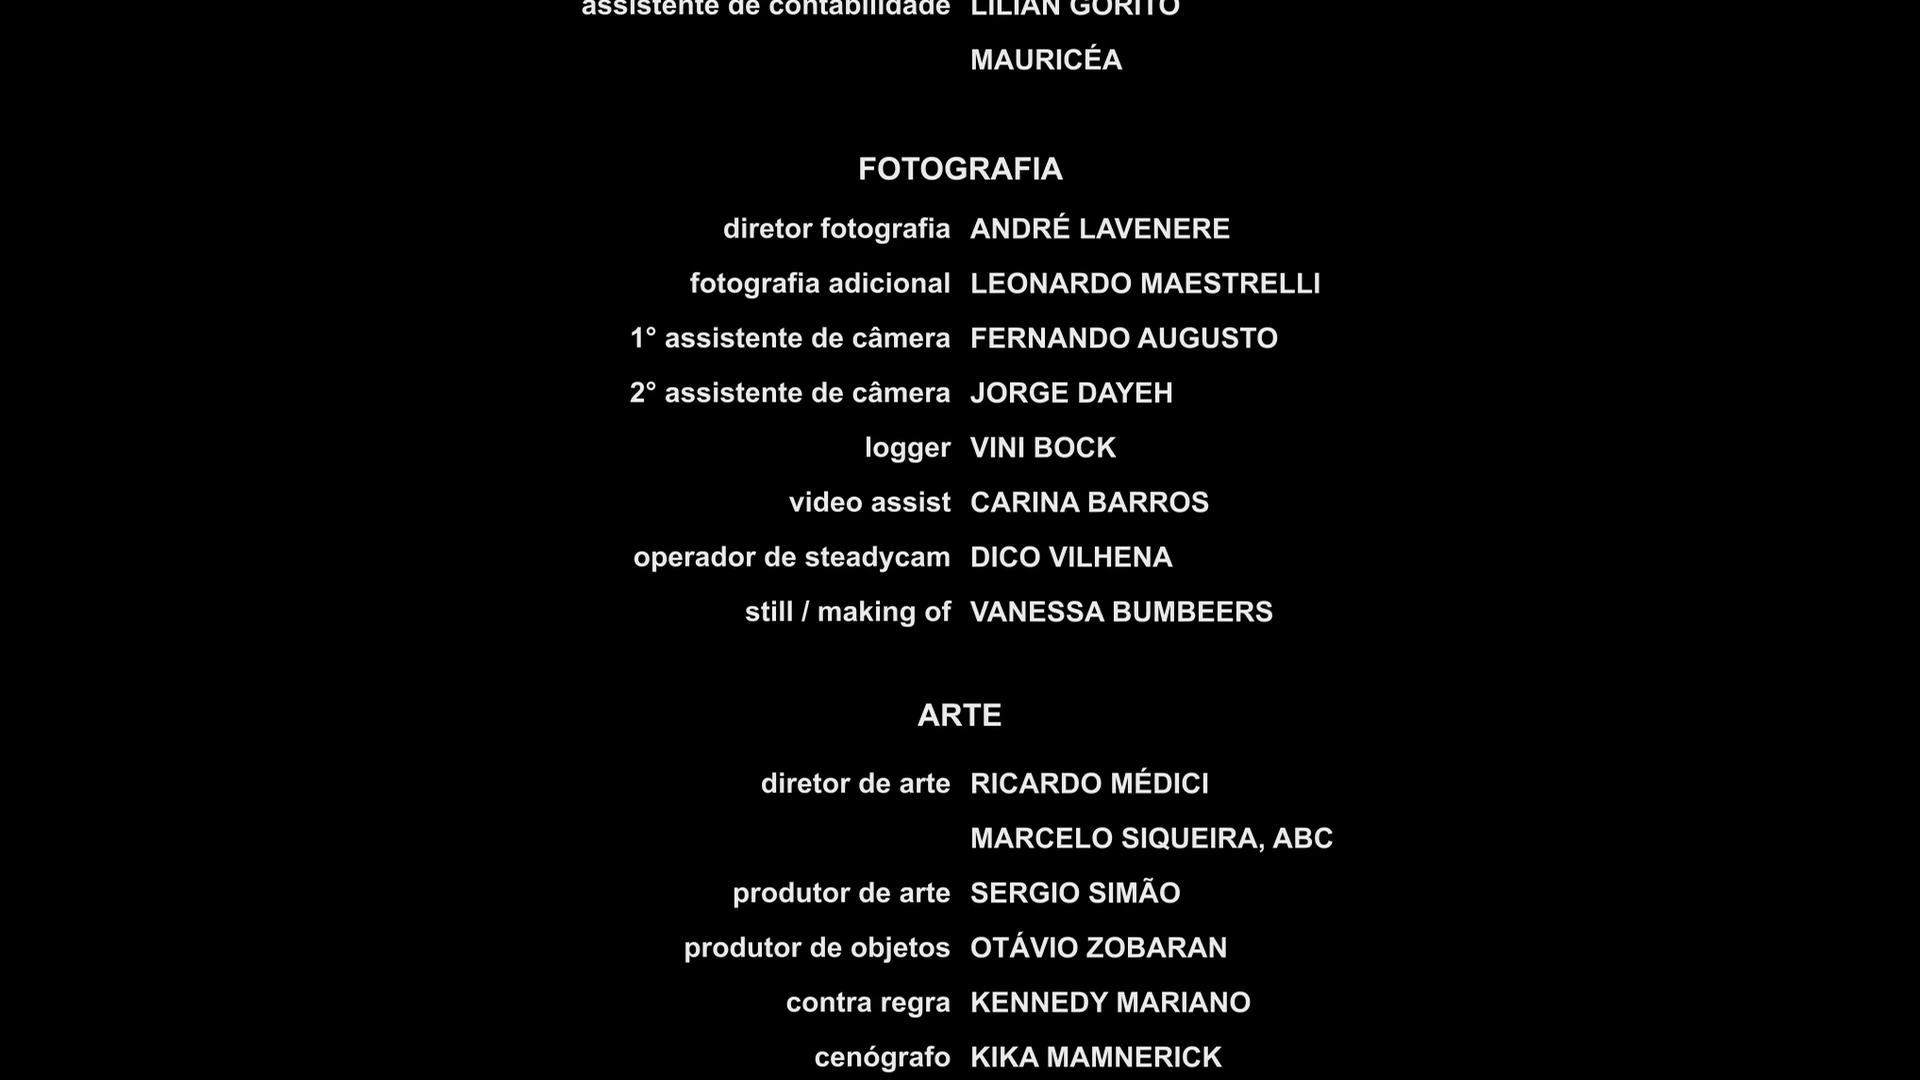 assistente de contabilidade LILIAN GORITO
MAURICÉA
FOTOGRAFIA
diretor fotografia ANDRÉ LAVENERE
fotografia adicional LEONARDO MAESTRELLI
1° assistente de câmera FERNANDO AUGUSTO
2° assistente de câmera JORGE DAYEH
logger VINI BOCK
video assist CARINA BARROS
operador de steadycam DICO VILHENA
still / making of VANESSA BUMBEERS
ARTE
diretor de arte RICARDO MÉDICI
MARCELO SIQUEIRA, ABC
produtor de arte SERGIO SIMÃO
produtor de objetos OTÁVIO ZOBARAN
contra regra KENNEDY MARIANO
cenógrafo KIKA MAMNERICK